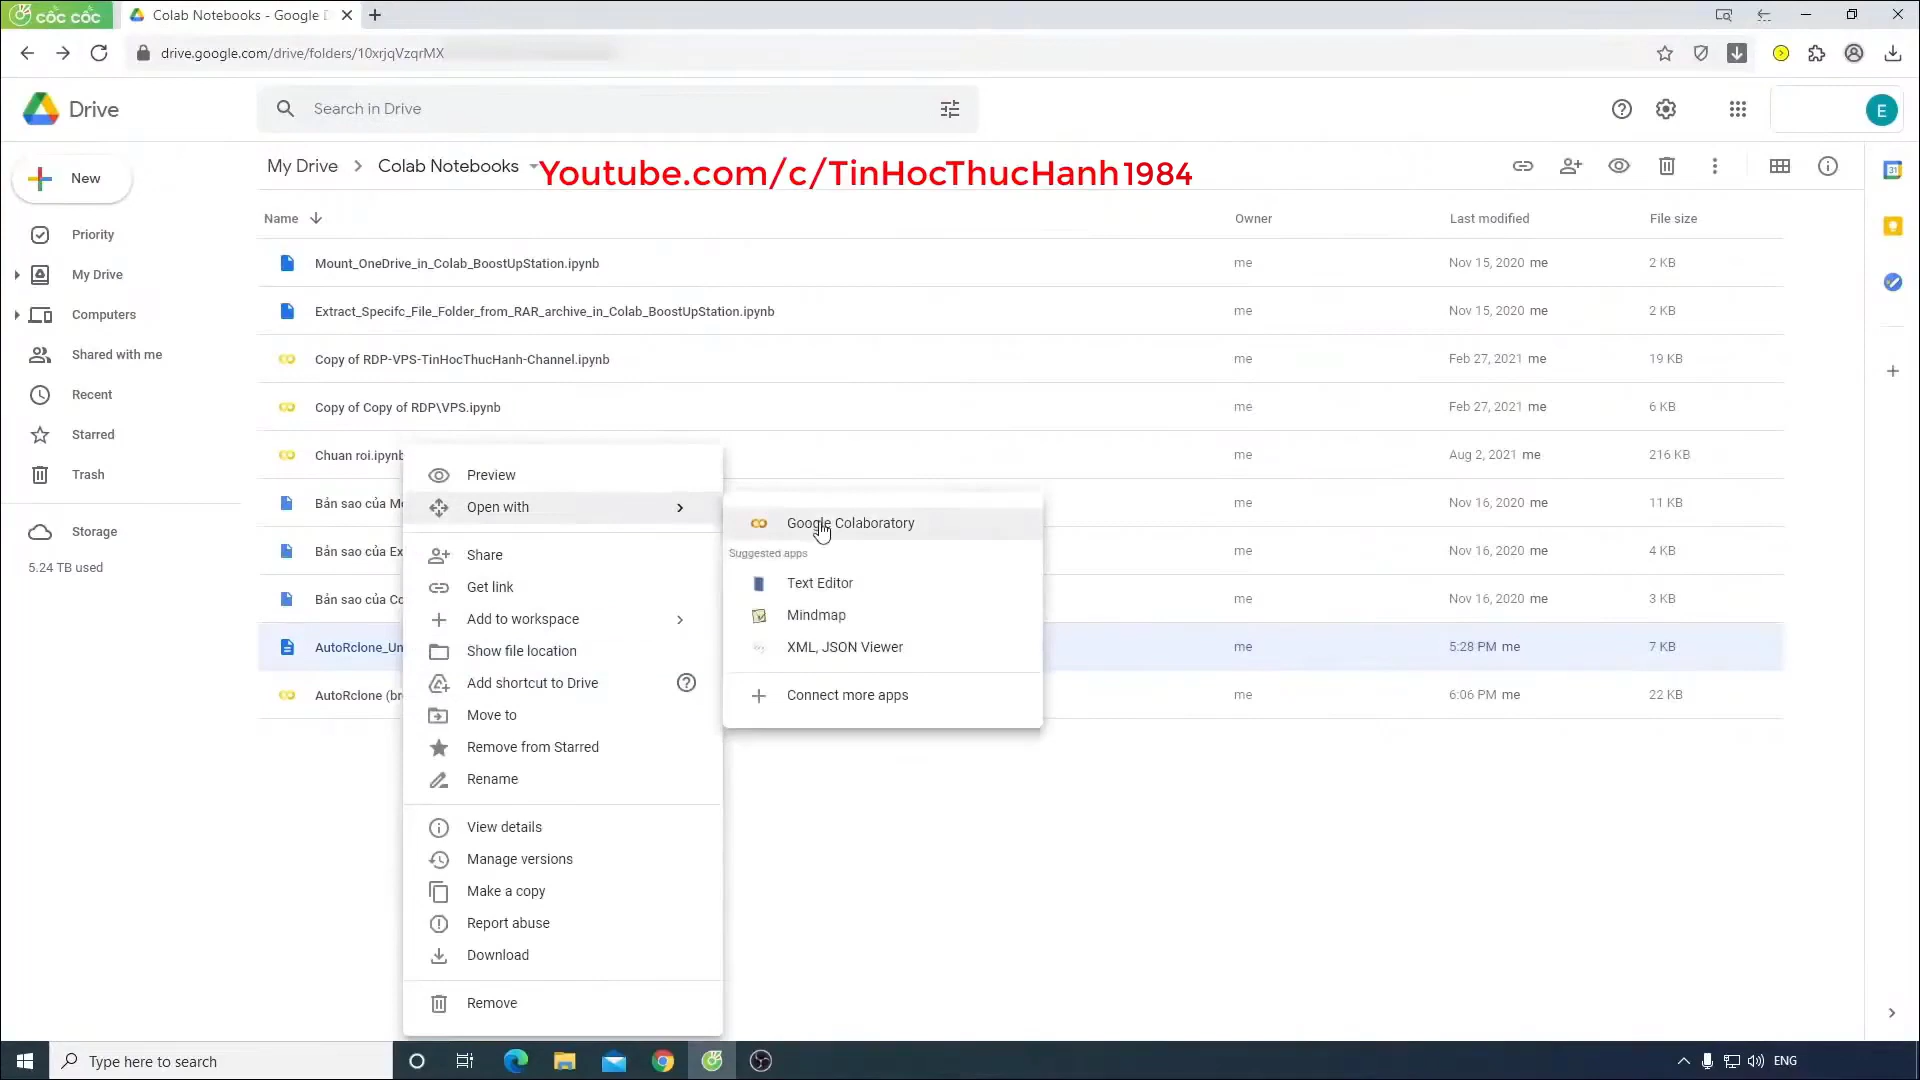 cốc cốc
Colab Notebooks - Google D
drive.google.com/drive/folders/10xrjqVzqrMX
Drive
Search in Drive
E
New
My Drive > Colab Notebooks
Youtube.com/c/TinHocThucHanh1984
31
Priority
My Drive
Computers
Shared with me
Recent
Starred
Trash
Storage
5.24 TB used
Name Owner Last modified File size
Mount_OneDrive_in_Colab_BoostUpStation.ipynb me Nov 15, 2020 me 2 KB
Extract_Specifc_File_Folder_from_RAR_archive_in_Colab_BoostUpStation.ipynb me Nov 15, 2020 me 2 KB
Copy of RDP-VPS-TinHocThucHanh-Channel.ipynb me Feb 27, 2021 me 19 KB
Copy of Copy of RDP\VPS.ipynb me Feb 27, 2021 me 6 KB
Chuan roi.ipynb me Aug 2, 2021 me 216 KB
Bản sao của Mo me Nov 16, 2020 me 11 KB
Bản sao của Ex me Nov 16, 2020 me 4 KB
Bản sao của Co me Nov 16, 2020 me 3 KB
AutoRclone_Un me 5:28 PM me 7 KB
AutoRclone (br me 6:06 PM me 22 KB
Preview
Open with
Share
Get link
Add to workspace
Show file location
Add shortcut to Drive
Move to
Remove from Starred
Rename
View details
Manage versions
Make a copy
Report abuse
Download
Remove
Google Colaboratory
Suggested apps
Text Editor
Mindmap
XML, JSON Viewer
Connect more apps
Type here to search
ENG